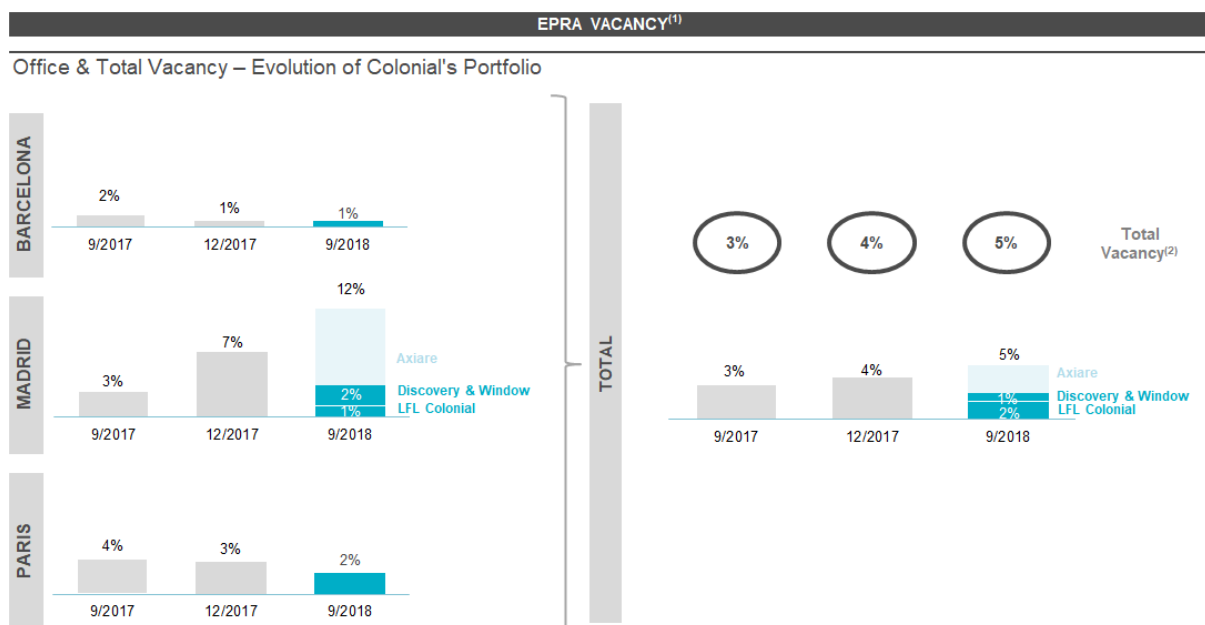 EPRA VACANCY(1)
Office & Total Vacancy – Evolution of Colonial's Portfolio
BARCELONA
2%
1%
1%
9/2017
12/2017
9/2018
MADRID
3%
7%
12%
Axiare
2%
Discovery & Window
1%
LFL Colonial
9/2017
12/2017
9/2018
PARIS
4%
3%
2%
9/2017
12/2017
9/2018
TOTAL
3%
4%
5%
Total
Vacancy(2)
3%
4%
5%
Axiare
1%
Discovery & Window
2%
LFL Colonial
9/2017
12/2017
9/2018